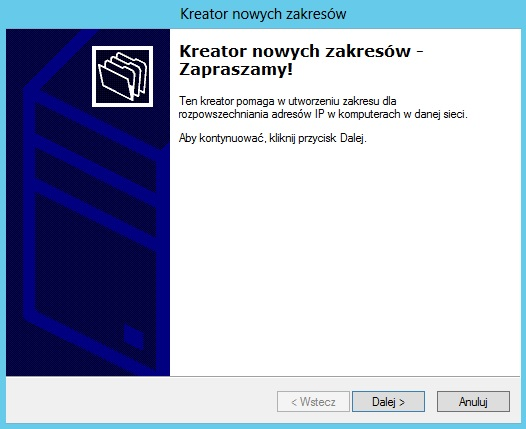 Kreator nowych zakresów
Kreator nowych zakresów -
Zapraszamy!
Ten kreator pomaga w utworzeniu zakresu dla
rozpowszechniania adresów IP w komputerach w danej sieci.
Aby kontynuować, kliknij przycisk Dalej.
< Wstecz
Dalej >
Anuluj